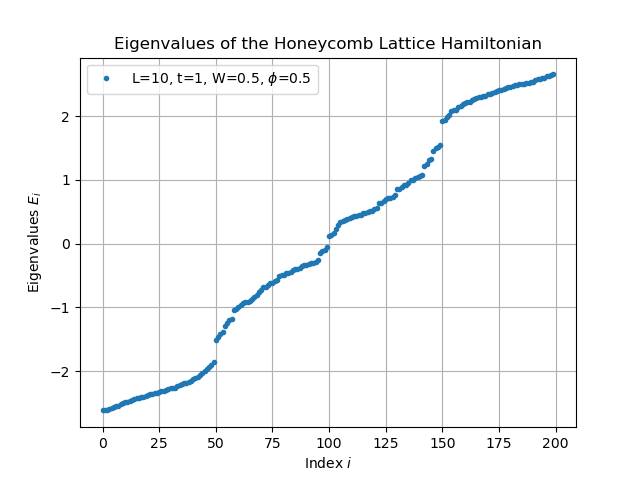 Eigenvalues of the Honeycomb Lattice Hamiltonian
L=10, t=1, W=0.5, ϕ=0.5
2
1
0
−1
−2
Eigenvalues E_i
0 25 50 75 100 125 150 175 200
Index i